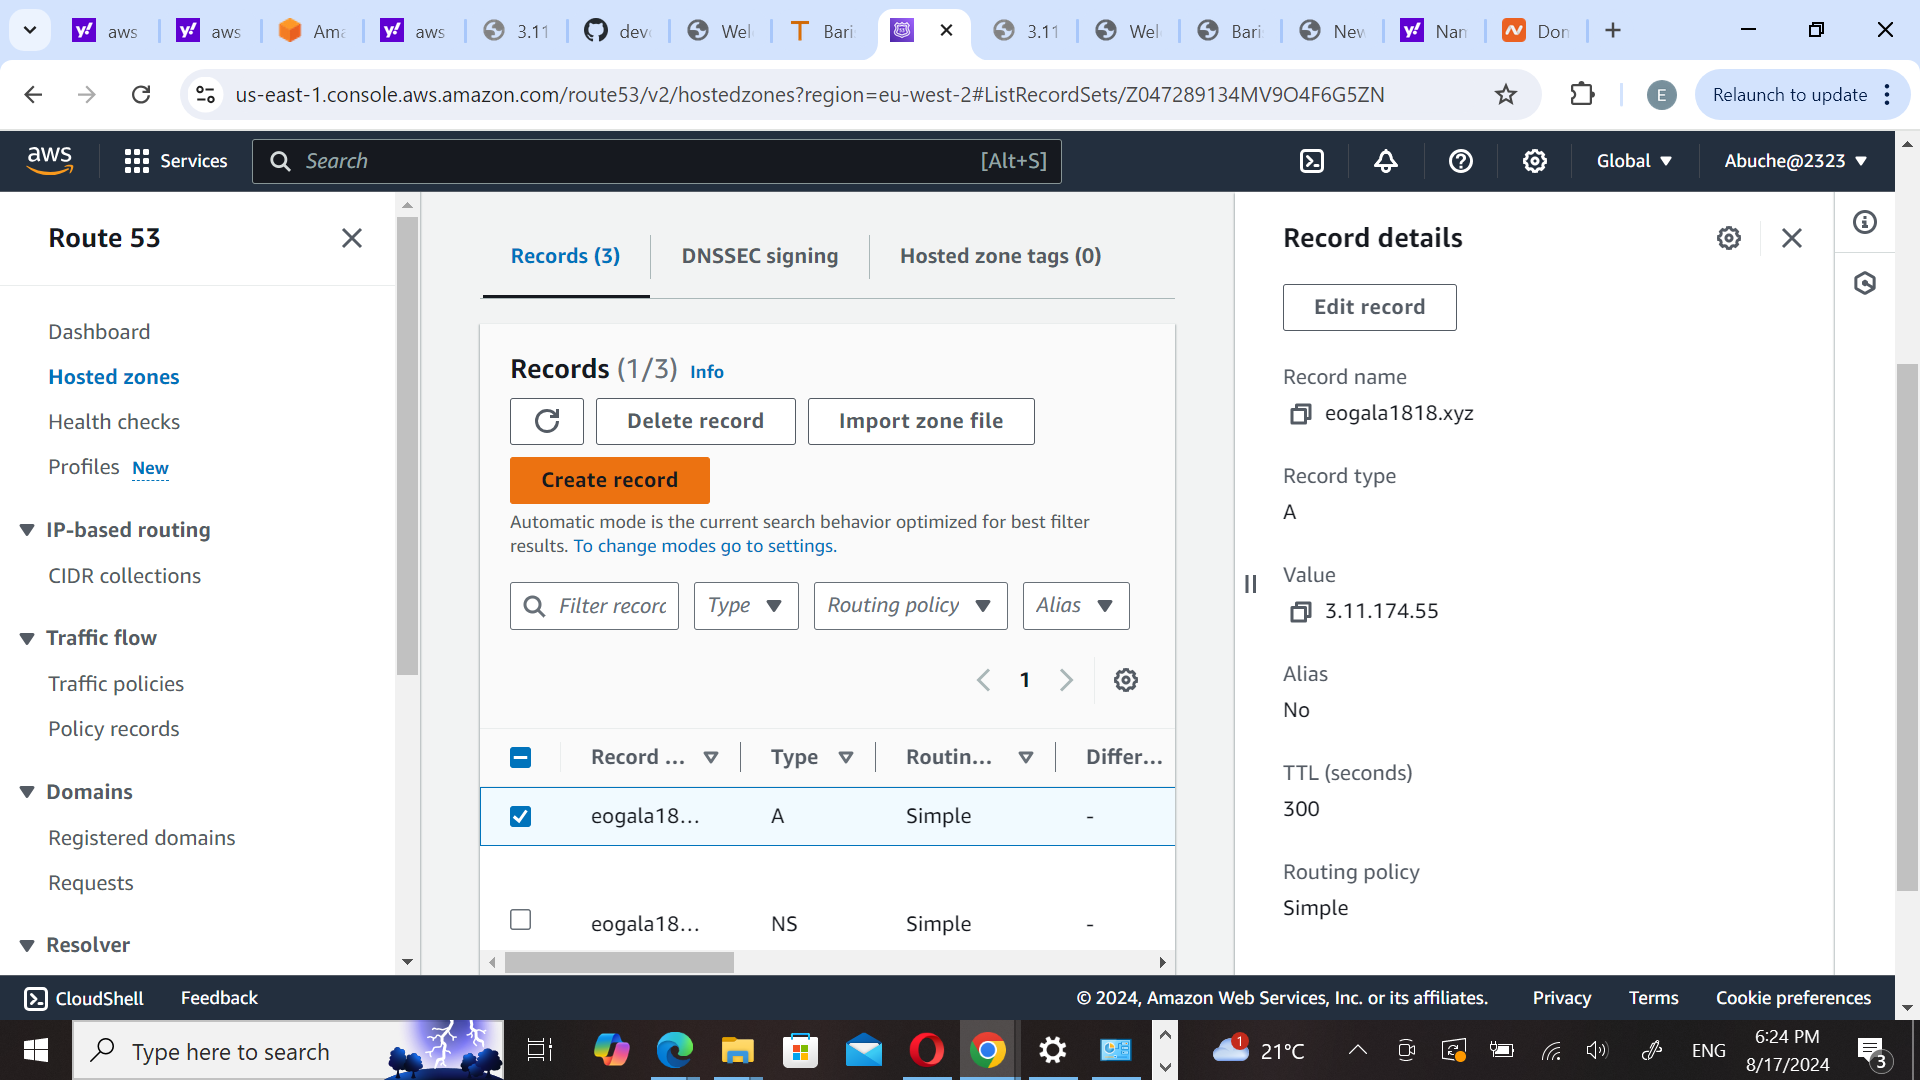 aws
aws
Ama
aws
3.11
dev
Wel
Bari
3.11
Wel
Bari
New
Nam
Don
us-east-1.console.aws.amazon.com/route53/v2/hostedzones?region=eu-west-2#ListRecordSets/Z047289134MV9O4F6G5ZN
E
Relaunch to update
aws
Services
Search
[Alt+S]
Global
Abuche@2323
Route 53
Dashboard
Hosted zones
Health checks
Profiles New
IP-based routing
CIDR collections
Traffic flow
Traffic policies
Policy records
Domains
Registered domains
Requests
Resolver
Records (3)
DNSSEC signing
Hosted zone tags (0)
Records (1/3) Info
Delete record
Import zone file
Create record
Automatic mode is the current search behavior optimized for best filter
results. To change modes go to settings.
Filter recorc
Type
Routing policy
Alias
1
Record ...
Type
Routin...
Differ...
eogala18...
A
Simple
-
eogala18...
NS
Simple
-
Record details
Edit record
Record name
eogala1818.xyz
Record type
A
Value
3.11.174.55
Alias
No
TTL (seconds)
300
Routing policy
Simple
CloudShell
Feedback
© 2024, Amazon Web Services, Inc. or its affiliates.
Privacy
Terms
Cookie preferences
Type here to search
1
21°C
ENG
6:24 PM
8/17/2024
3